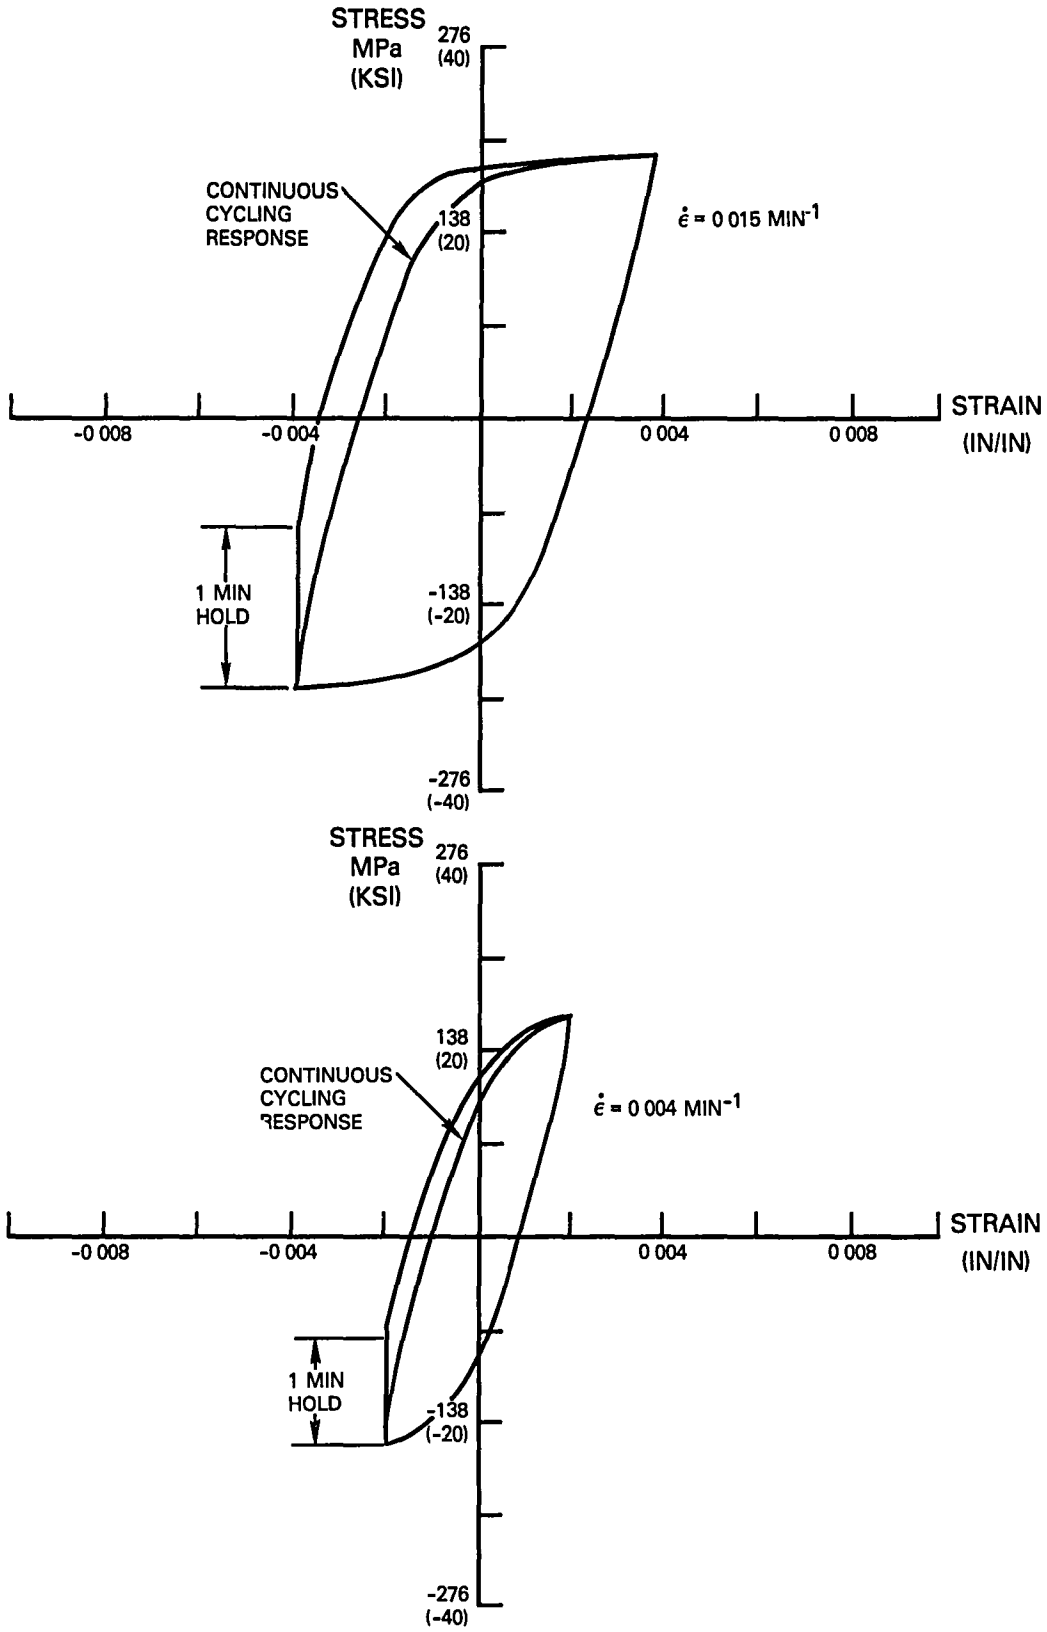 STRESS
MPa
(KSI)
276
(40)
CONTINUOUS
CYCLING
RESPONSE
138
(20)
ε̇ = 0 015 MIN⁻¹
STRAIN
(IN/IN)
-0 008
-0 004
0 004
0 008
1 MIN
HOLD
-138
(-20)
-276
(-40)
STRESS
MPa
(KSI)
276
(40)
138
(20)
CONTINUOUS
CYCLING
RESPONSE
ε̇ = 0 004 MIN⁻¹
STRAIN
(IN/IN)
-0 008
-0 004
0 004
0 008
1 MIN
HOLD
-138
(-20)
-276
(-40)